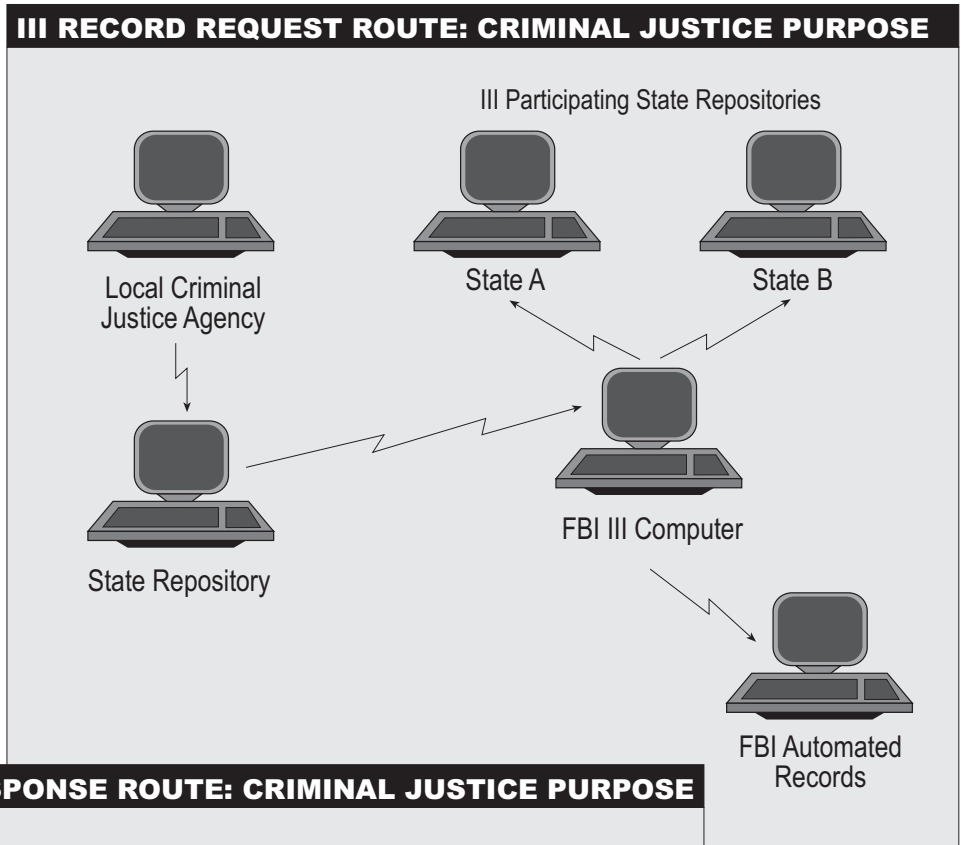 III RECORD REQUEST ROUTE: CRIMINAL JUSTICE PURPOSE
III Participating State Repositories
State A
State B
Local Criminal
Justice Agency
FBI III Computer
State Repository
FBI Automated
Records
SPONSE ROUTE: CRIMINAL JUSTICE PURPOSE